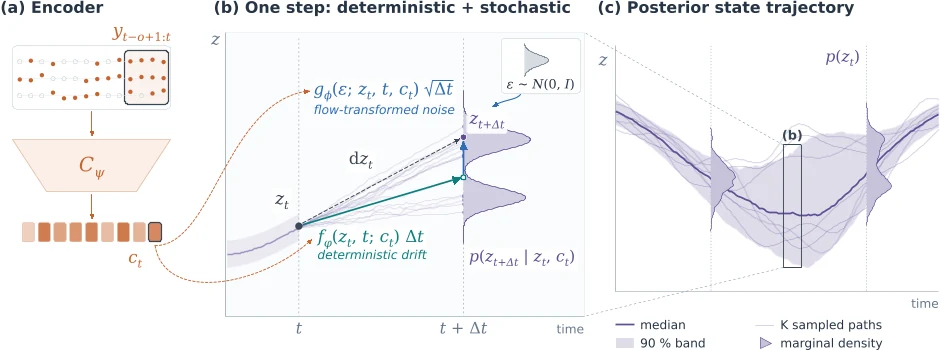 (a) Encoder
y_{t−o+1:t}
C_ψ
c_t
(b) One step: deterministic + stochastic
z
ε ~ N(0, I)
g_ϕ(ε; z_t, t, c_t) √Δt
flow-transformed noise
z_{t+Δt}
dz_t
z_t
f_φ(z_t, t; c_t) Δt
deterministic drift
p(z_{t+Δt} | z_t, c_t)
t
t + Δt
time
(c) Posterior state trajectory
z
p(z_t)
(b)
time
median
K sampled paths
90 % band
marginal density